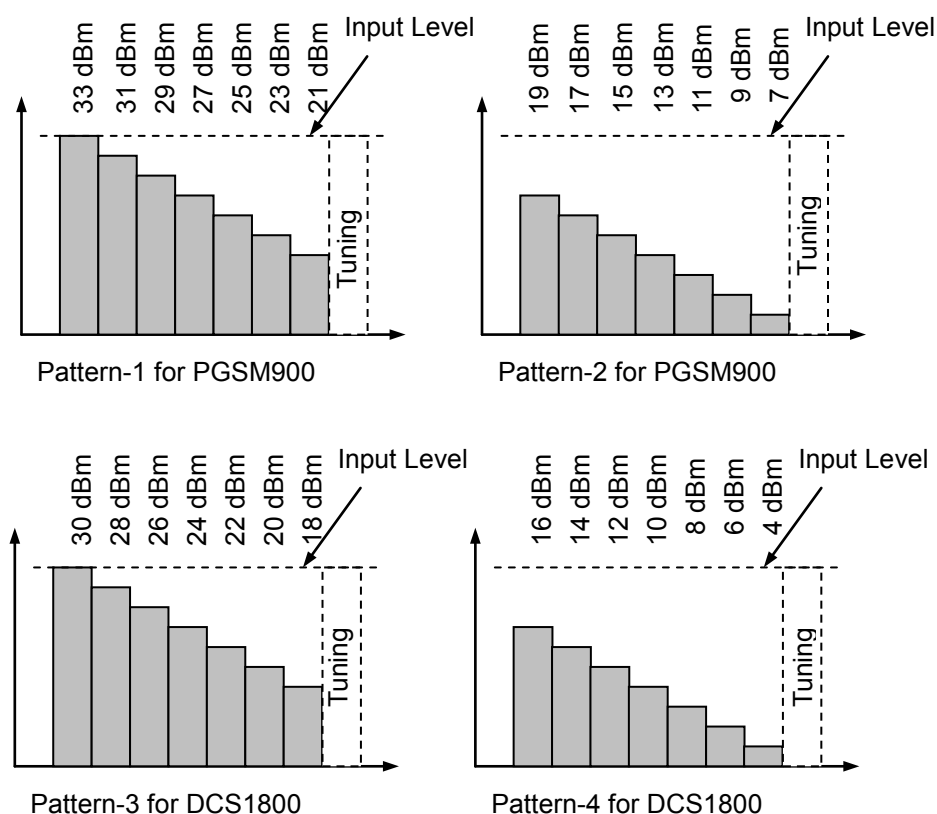 Input Level
33 dBm
31 dBm
29 dBm
27 dBm
25 dBm
23 dBm
21 dBm
Tuning
Pattern-1 for PGSM900
Input Level
19 dBm
17 dBm
15 dBm
13 dBm
11 dBm
9 dBm
7 dBm
Tuning
Pattern-2 for PGSM900
Input Level
30 dBm
28 dBm
26 dBm
24 dBm
22 dBm
20 dBm
18 dBm
Tuning
Pattern-3 for DCS1800
Input Level
16 dBm
14 dBm
12 dBm
10 dBm
8 dBm
6 dBm
4 dBm
Tuning
Pattern-4 for DCS1800